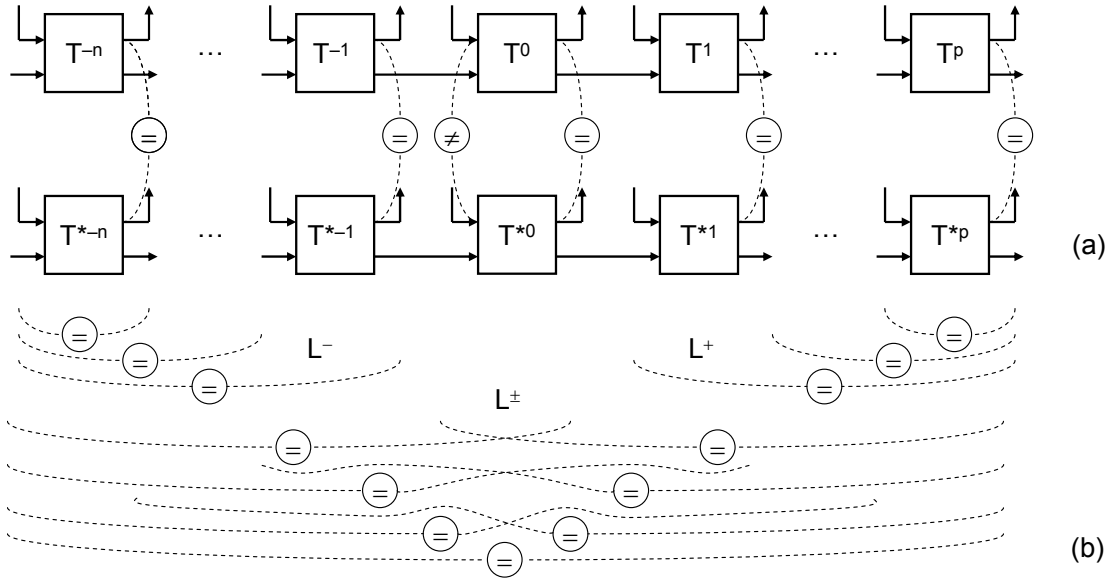 T⁻ⁿ ... T⁻¹ T⁰ T¹ ... Tᵖ
= = ≠ = = =
T*⁻ⁿ ... T*⁻¹ T*⁰ T*¹ ... T*ᵖ
(a)
= =
= L⁻ L⁺ =
= =
L±
= =
= =
= = (b)
=